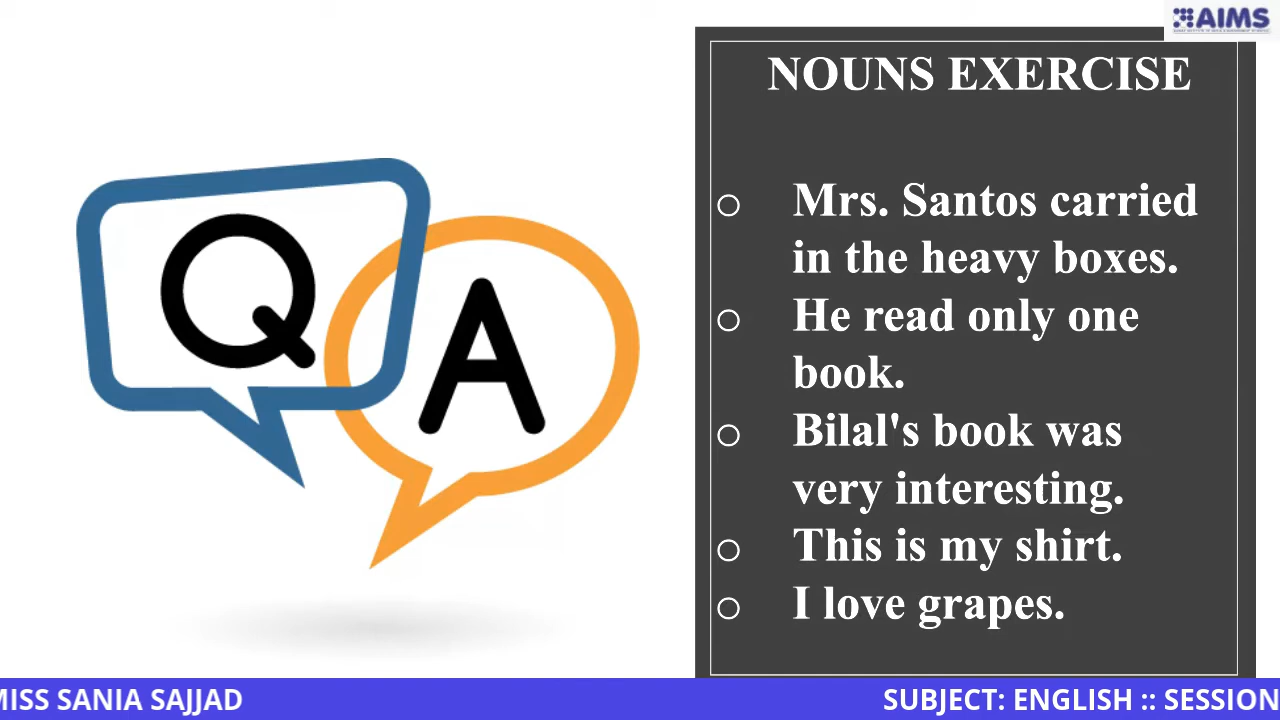 AIMS
NOUNS EXERCISE
Q
A
○ Mrs. Santos carried
in the heavy boxes.
○ He read only one
book.
○ Bilal's book was
very interesting.
○ This is my shirt.
○ I love grapes.
MISS SANIA SAJJAD
SUBJECT: ENGLISH :: SESSION